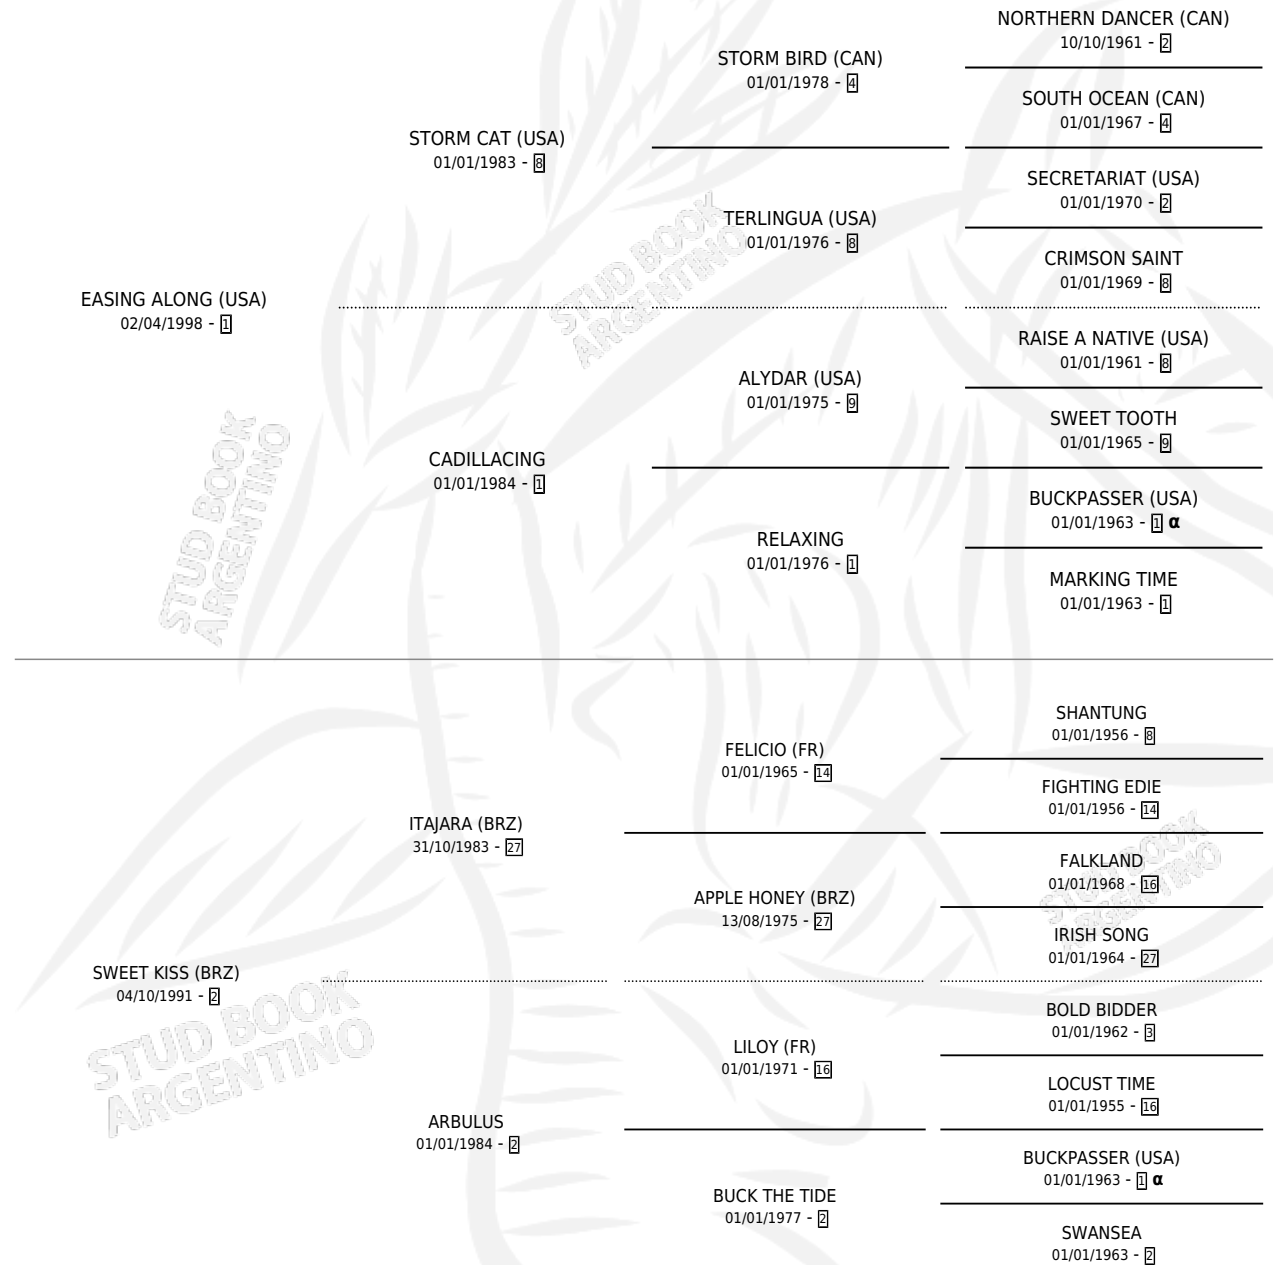 NORTHERN DANCER (CAN)
10/10/1961 - 2
STORM BIRD (CAN)
01/01/1978 - 4
SOUTH OCEAN (CAN)
01/01/1967 - 4
STORM CAT (USA)
01/01/1983 - 8
SECRETARIAT (USA)
01/01/1970 - 2
TERLINGUA (USA)
01/01/1976 - 8
CRIMSON SAINT
01/01/1969 - 8
EASING ALONG (USA)
02/04/1998 - 1
RAISE A NATIVE (USA)
01/01/1961 - 8
ALYDAR (USA)
01/01/1975 - 9
SWEET TOOTH
01/01/1965 - 9
CADILLACING
01/01/1984 - 1
BUCKPASSER (USA)
01/01/1963 - 1 α
RELAXING
01/01/1976 - 1
MARKING TIME
01/01/1963 - 1
SHANTUNG
01/01/1956 - 8
FELICIO (FR)
01/01/1965 - 14
FIGHTING EDIE
01/01/1956 - 14
ITAJARA (BRZ)
31/10/1983 - 27
FALKLAND
01/01/1968 - 16
APPLE HONEY (BRZ)
13/08/1975 - 27
IRISH SONG
01/01/1964 - 27
SWEET KISS (BRZ)
04/10/1991 - 2
BOLD BIDDER
01/01/1962 - 3
LILOY (FR)
01/01/1971 - 16
LOCUST TIME
01/01/1955 - 16
ARBULUS
01/01/1984 - 2
BUCKPASSER (USA)
01/01/1963 - 1 α
BUCK THE TIDE
01/01/1977 - 2
SWANSEA
01/01/1963 - 2
STUD BOOK
ARGENTINO
STUD BOOK
ARGENTINO
STUD BOOK
ARGENTINO
STUD BOOK
ARGENTINO